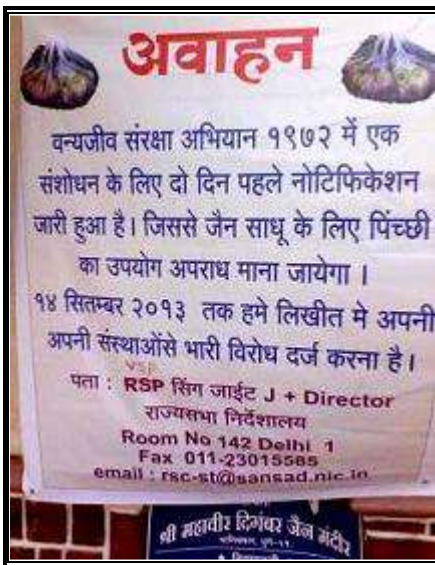 अवाहन
वन्यजीव संरक्षा अभियान १९७२ में एक
संशोधन के लिए दो दिन पहले नोटिफिकेशन
जारी हुआ है। जिससे जैन साधू के लिए पिंच्छी
का उपयोग अपराध माना जायेगा ।
१४ सितम्बर २०१३ तक हमे लिखीत मे अपनी
अपनी संस्थाओंसे भारी विरोध दर्ज करना है।
VSP
पता : RSP सिंग जाईट J + Director
राज्यसभा निर्देशालय
Room No 142 Delhi 1
Fax 011-23015585
email : rsc-st@sansad.nic.in
श्री महावीर दिगंबर जैन मंदीर